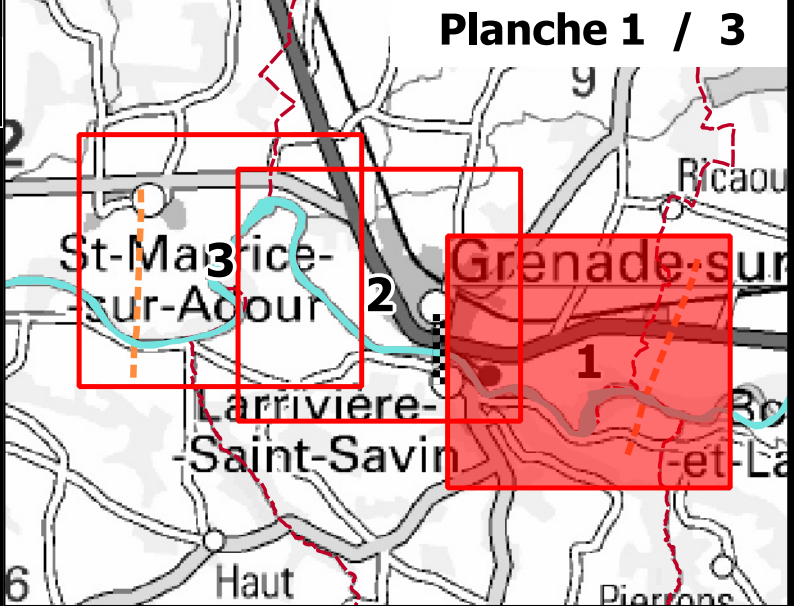 Planche 1 / 3
9
2
Ricaou
St-Maurice-
-sur-Adour
3
2
Grenade-sur
1
Larrivière-
-Saint-Savin
-et-La
6
Haut
Pierrons